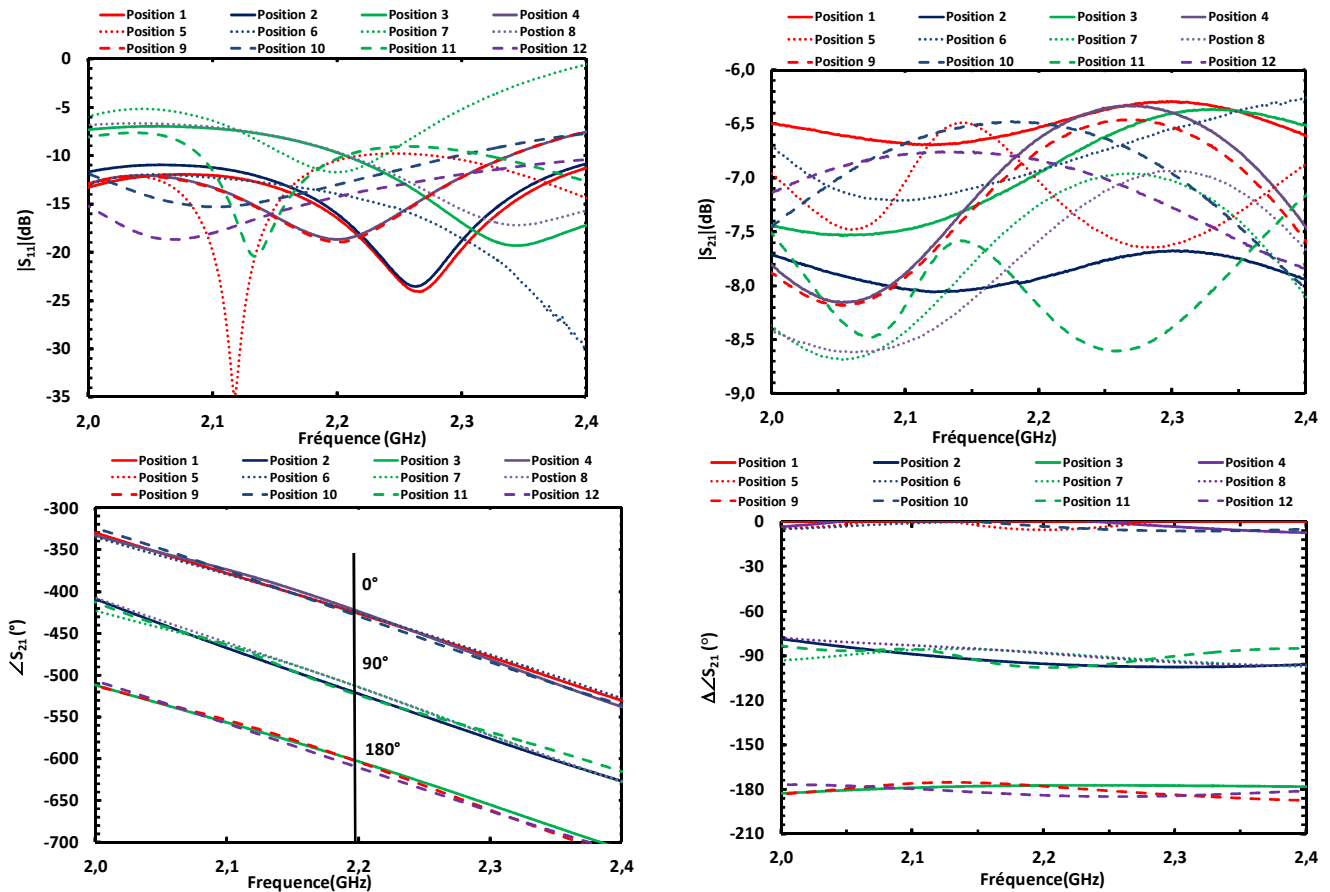 Position 1 Position 2 Position 3 Position 4
Position 5 Position 6 Position 7 Postion 8
Position 9 Position 10 Position 11 Position 12
0
-5
-10
-15
-20
-25
-30
-35
|S11|(dB)
2,0 2,1 2,2 2,3 2,4
Fréquence (GHz)
Position 1 Position 2 Position 3 Position 4
Position 5 Position 6 Position 7 Postion 8
Position 9 Position 10 Position 11 Position 12
-6,0
-6,5
-7,0
-7,5
-8,0
-8,5
-9,0
|S21|(dB)
2,0 2,1 2,2 2,3 2,4
Fréquence(GHz)
Position 1 Position 2 Position 3 Position 4
Position 5 Position 6 Position 7 Postion 8
Position 9 Position 10 Position 11 Position 12
-300
-350
-400
-450
-500
-550
-600
-650
-700
∠S21 (°)
0°
90°
180°
2,0 2,1 2,2 2,3 2,4
Frequence(GHz)
Position 1 Position 2 Position 3 Position 4
Position 5 Position 6 Position 7 Position 8
Position 9 Position 10 Position 11 Position 12
0
-30
-60
-90
-120
-150
-180
-210
Δ∠S21 (°)
2,0 2,1 2,2 2,3 2,4
Frequence(GHz)